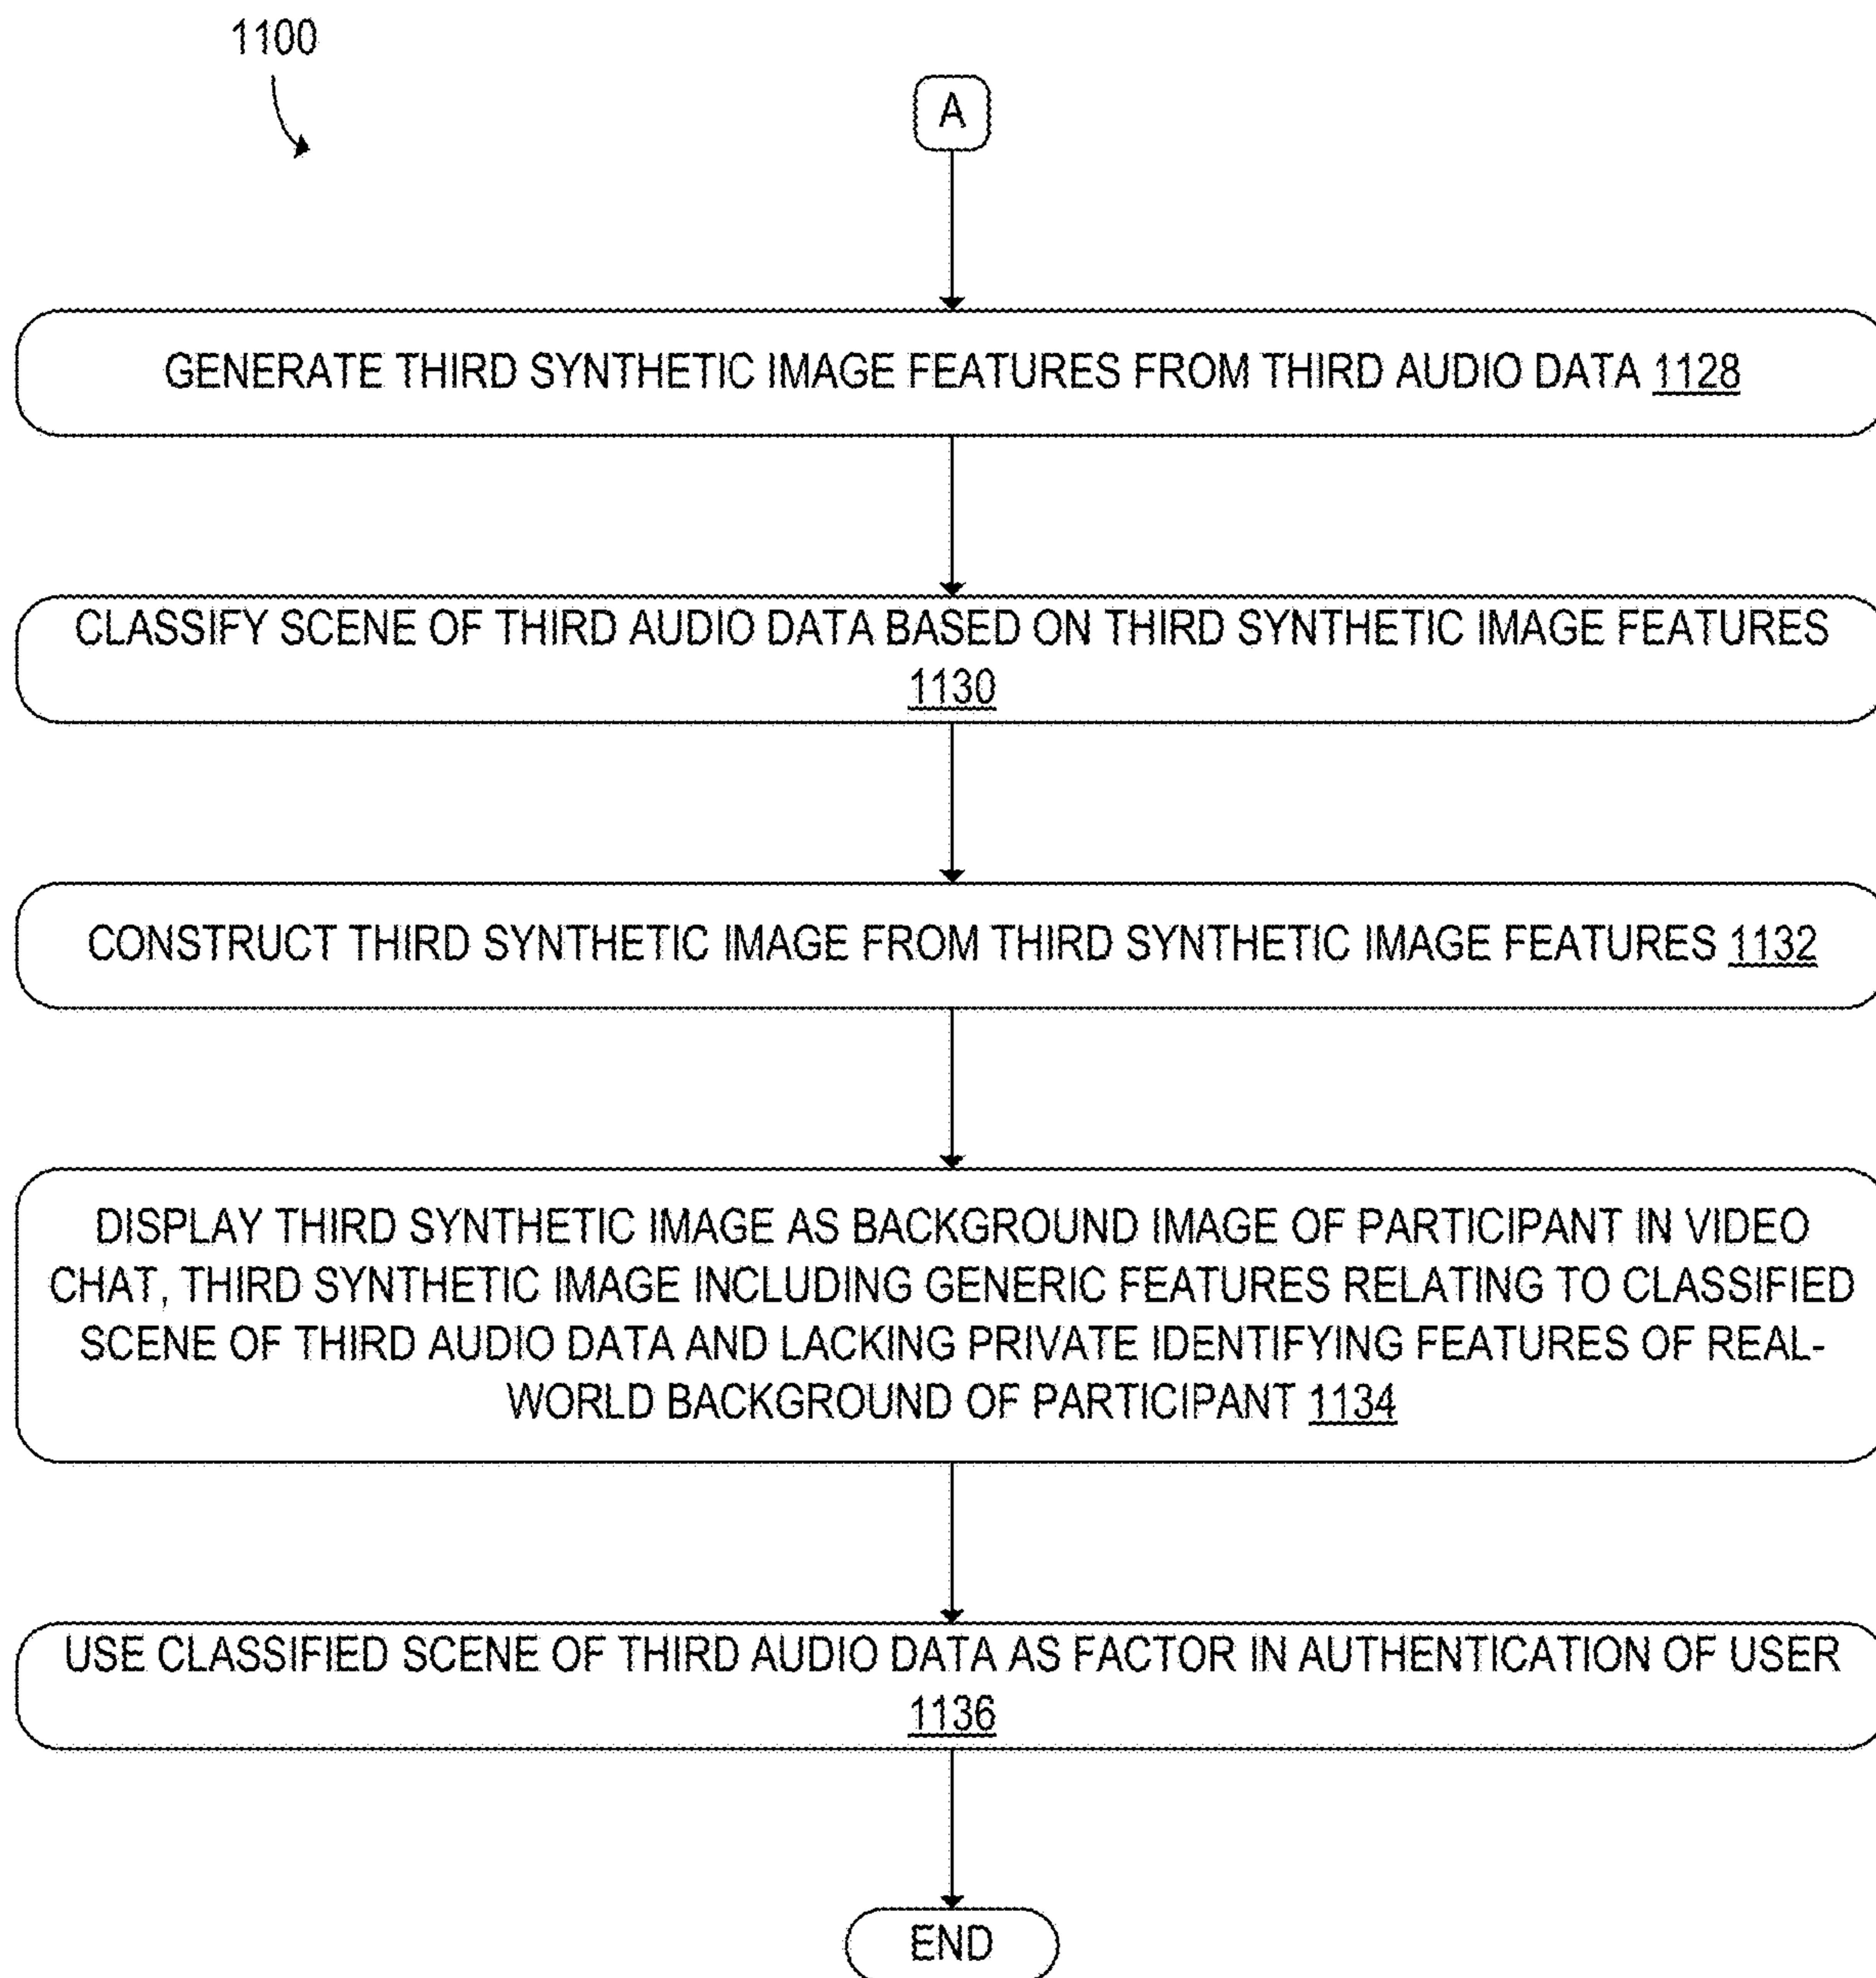 1100
A
GENERATE THIRD SYNTHETIC IMAGE FEATURES FROM THIRD AUDIO DATA 1128
CLASSIFY SCENE OF THIRD AUDIO DATA BASED ON THIRD SYNTHETIC IMAGE FEATURES
1130
CONSTRUCT THIRD SYNTHETIC IMAGE FROM THIRD SYNTHETIC IMAGE FEATURES 1132
DISPLAY THIRD SYNTHETIC IMAGE AS BACKGROUND IMAGE OF PARTICIPANT IN VIDEO
CHAT, THIRD SYNTHETIC IMAGE INCLUDING GENERIC FEATURES RELATING TO CLASSIFIED
SCENE OF THIRD AUDIO DATA AND LACKING PRIVATE IDENTIFYING FEATURES OF REAL-
WORLD BACKGROUND OF PARTICIPANT 1134
USE CLASSIFIED SCENE OF THIRD AUDIO DATA AS FACTOR IN AUTHENTICATION OF USER
1136
END